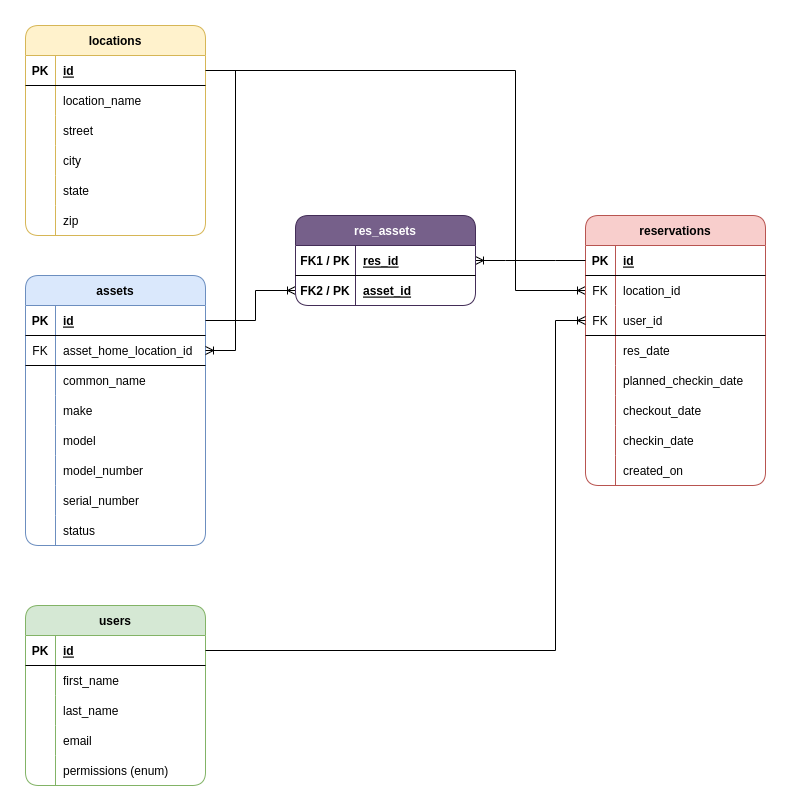 locations
PK id
location_name
street
city
state
zip
assets
PK id
FK asset_home_location_id
common_name
make
model
model_number
serial_number
status
users
PK id
first_name
last_name
email
permissions (enum)
res_assets
FK1 / PK res_id
FK2 / PK asset_id
reservations
PK id
FK location_id
FK user_id
res_date
planned_checkin_date
checkout_date
checkin_date
created_on